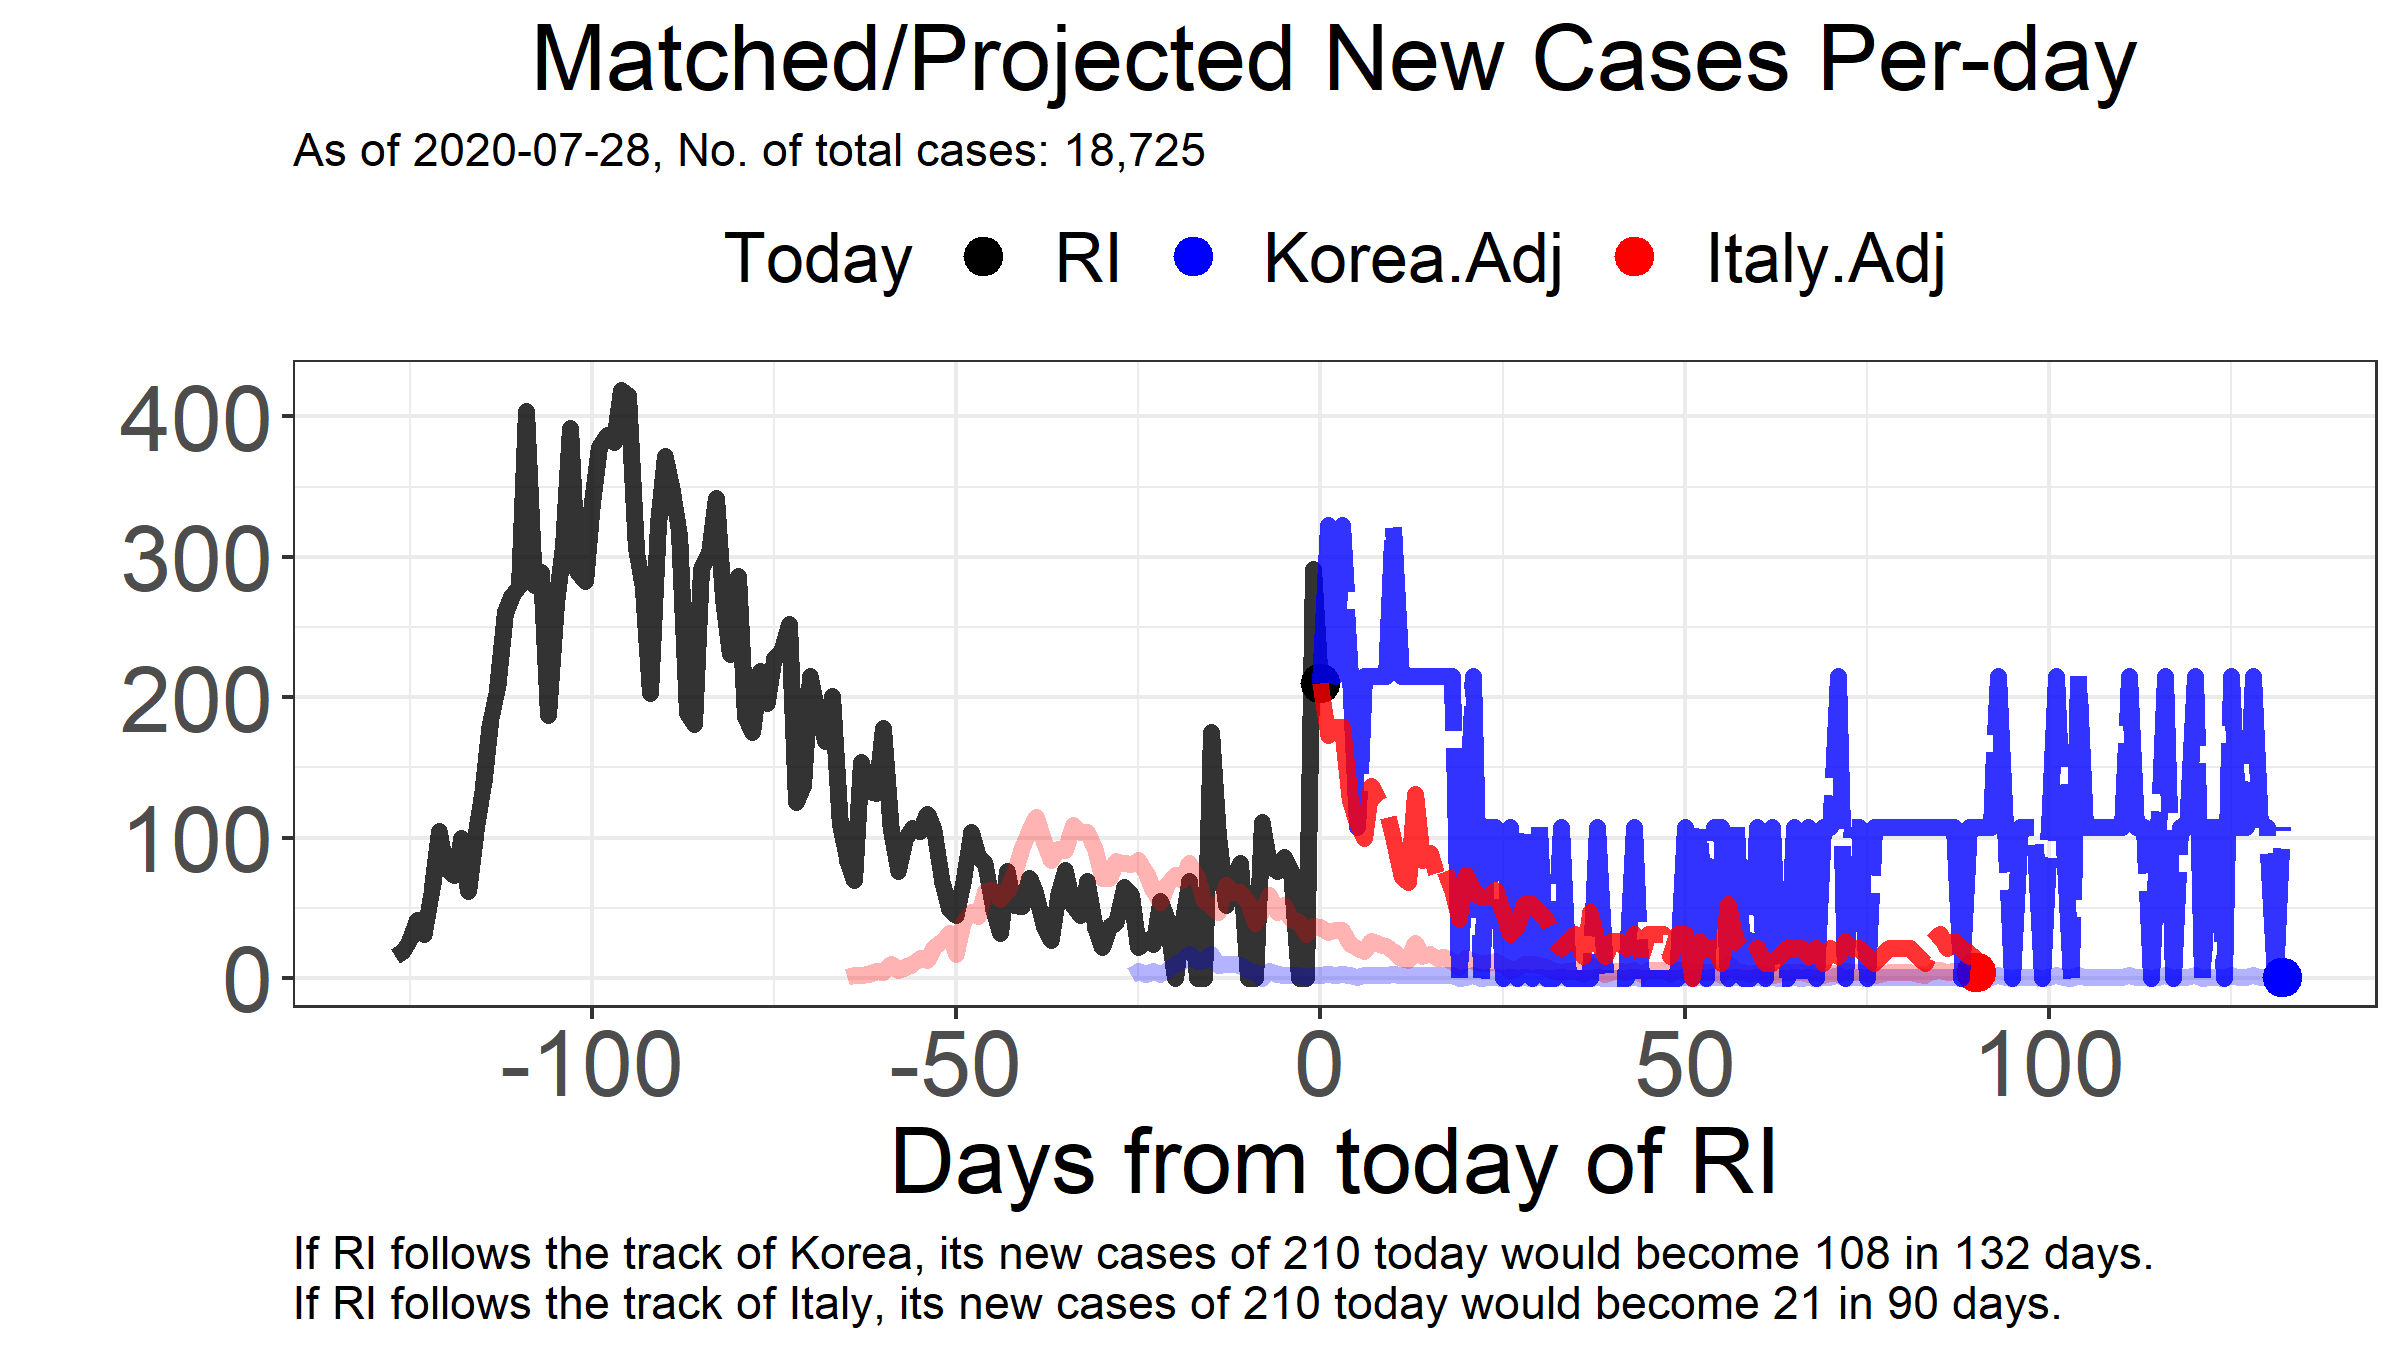 Matched/Projected New Cases Per-day
As of 2020-07-28, No. of total cases: 18,725
Today RI Korea.Adj Italy.Adj
400
300
200
100
0
-100 -50 0 50 100
Days from today of RI
If RI follows the track of Korea, its new cases of 210 today would become 108 in 132 days.
If RI follows the track of Italy, its new cases of 210 today would become 21 in 90 days.